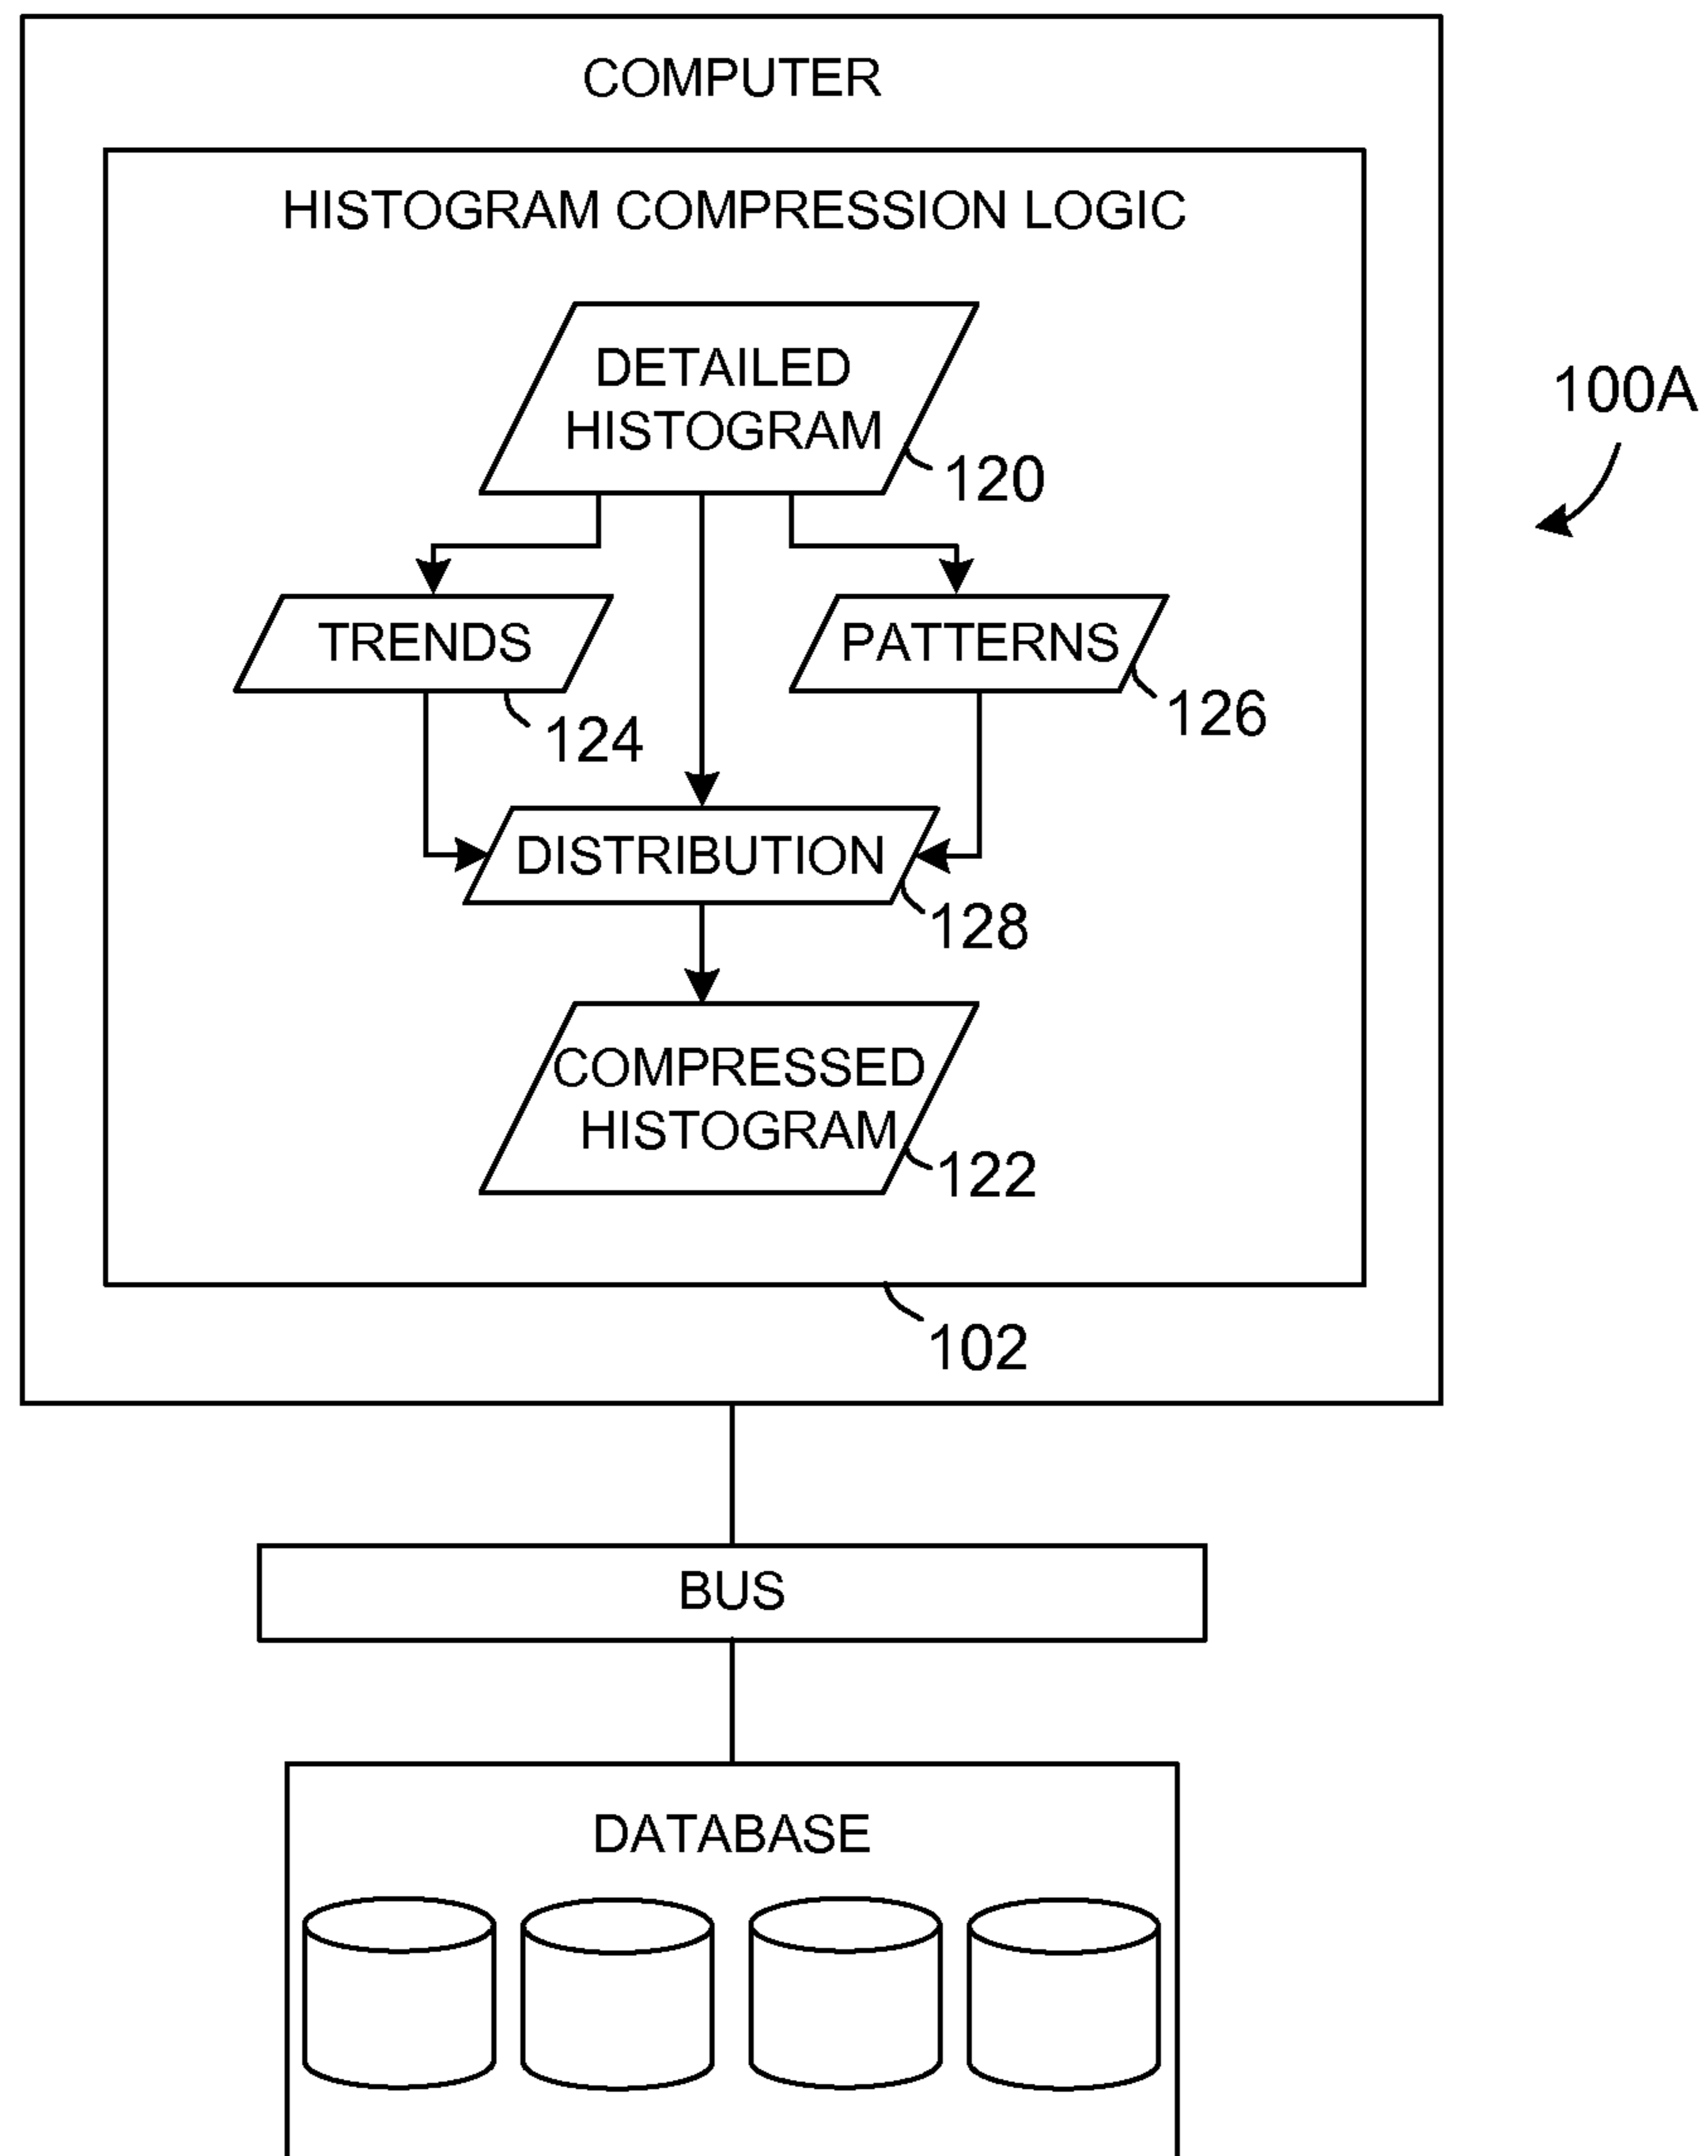 COMPUTER
HISTOGRAM COMPRESSION LOGIC
DETAILED
HISTOGRAM
120
100A
TRENDS
PATTERNS
124
126
DISTRIBUTION
128
COMPRESSED
HISTOGRAM
122
102
BUS
DATABASE